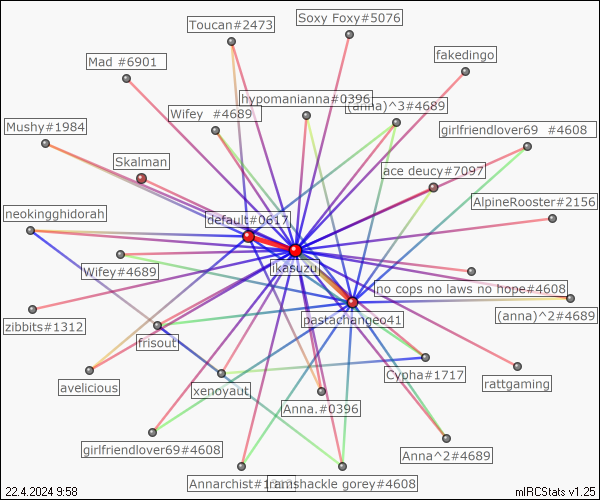 Soxy Foxy#5076
Toucan#2473
fakedingo
Mad #6901
hypomanianna#0396
(anna)^3#4689
Wifey #4689
Mushy#1984
girlfriendlover69 #4608
Skalman
ace deucy#7097
AlpineRooster#2156
neokingghidorah
default#0617
Wifey#4689
ikasuzu
no cops no laws no hope#4608
(anna)^2#4689
pastachangeo41
zibbits#1312
frisout
Cypha#1717
rattgaming
avelicious
xenoyaut
Anna.#0396
girlfriendlover69#4608
Anna^2#4689
ramshackle gorey#4608
22.4.2024 9:58
mIRCStats v1.25